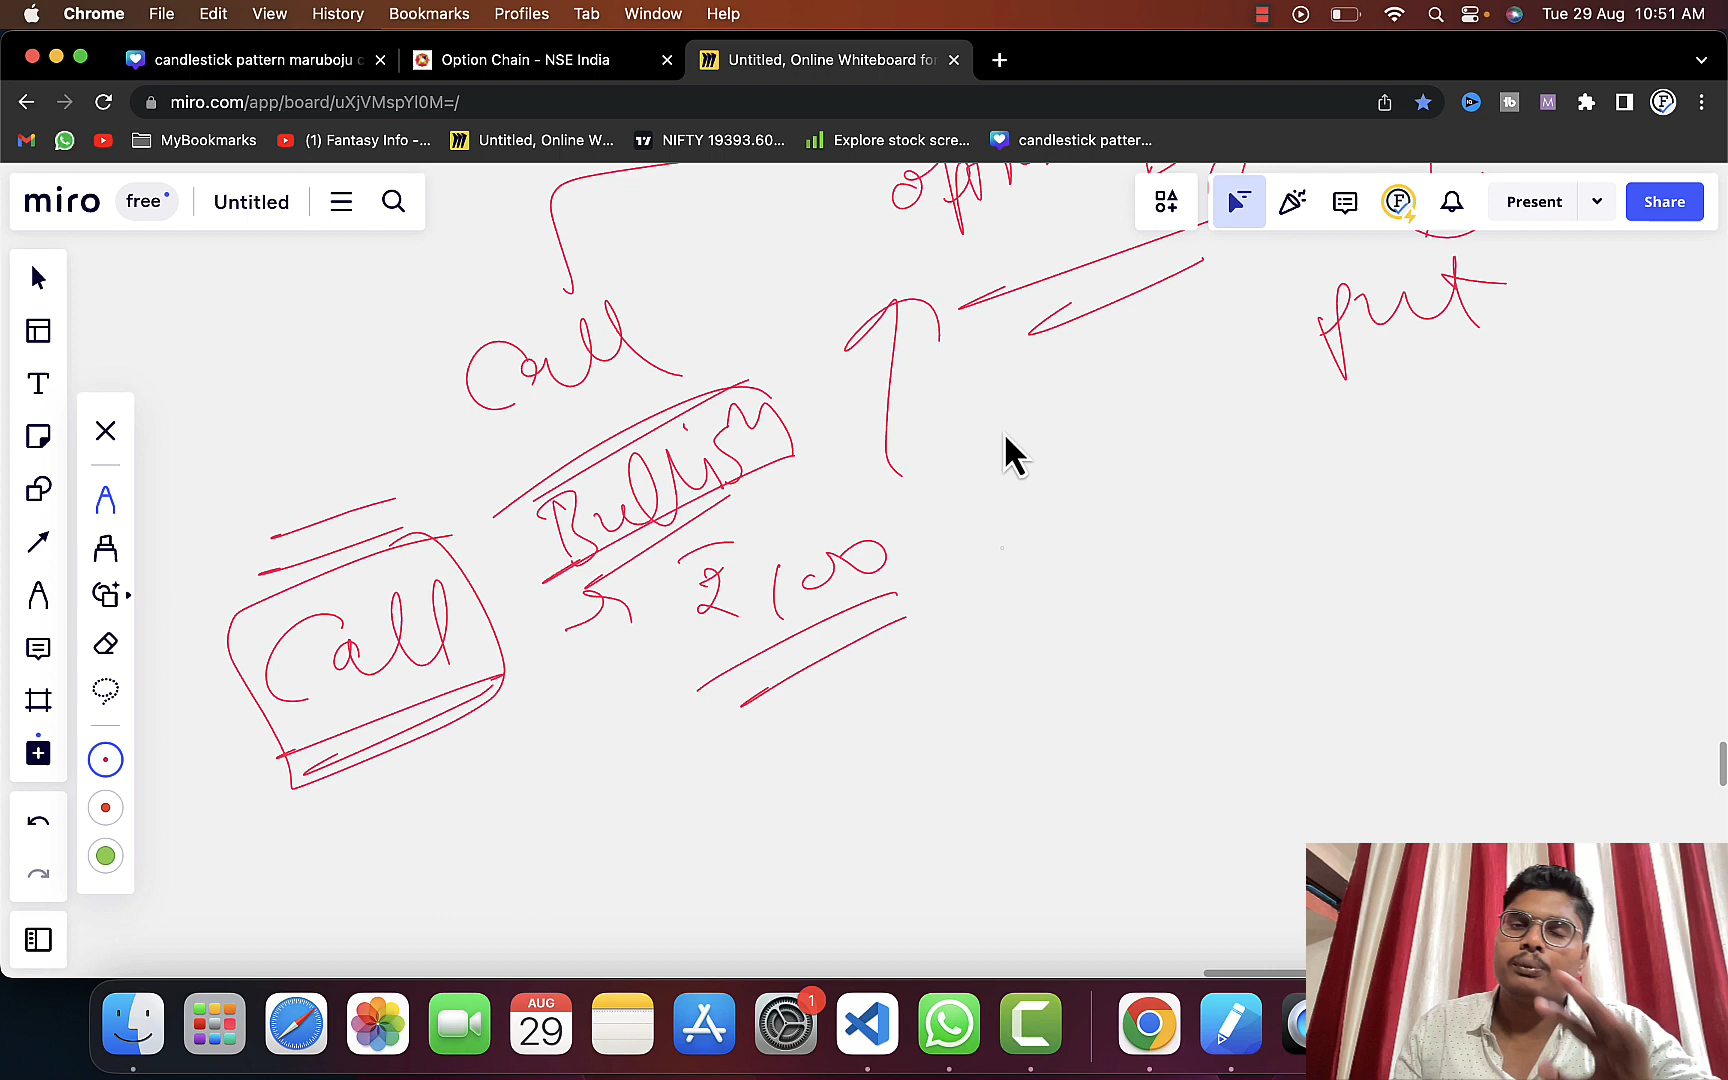 Chrome File Edit View History Bookmarks Profiles Tab Window Help Tue 29 Aug 10:51 AM
candlestick pattern maruboju c Option Chain - NSE India Untitled, Online Whiteboard for
miro.com/app/board/uXjVMspYI0M=/
MyBookmarks (1) Fantasy Info -... Untitled, Online W... NIFTY 19393.60... Explore stock scre... candlestick patter...
miro free Untitled Present Share
put
Call
Bullish
₹ 100
Call
AUG
29
1